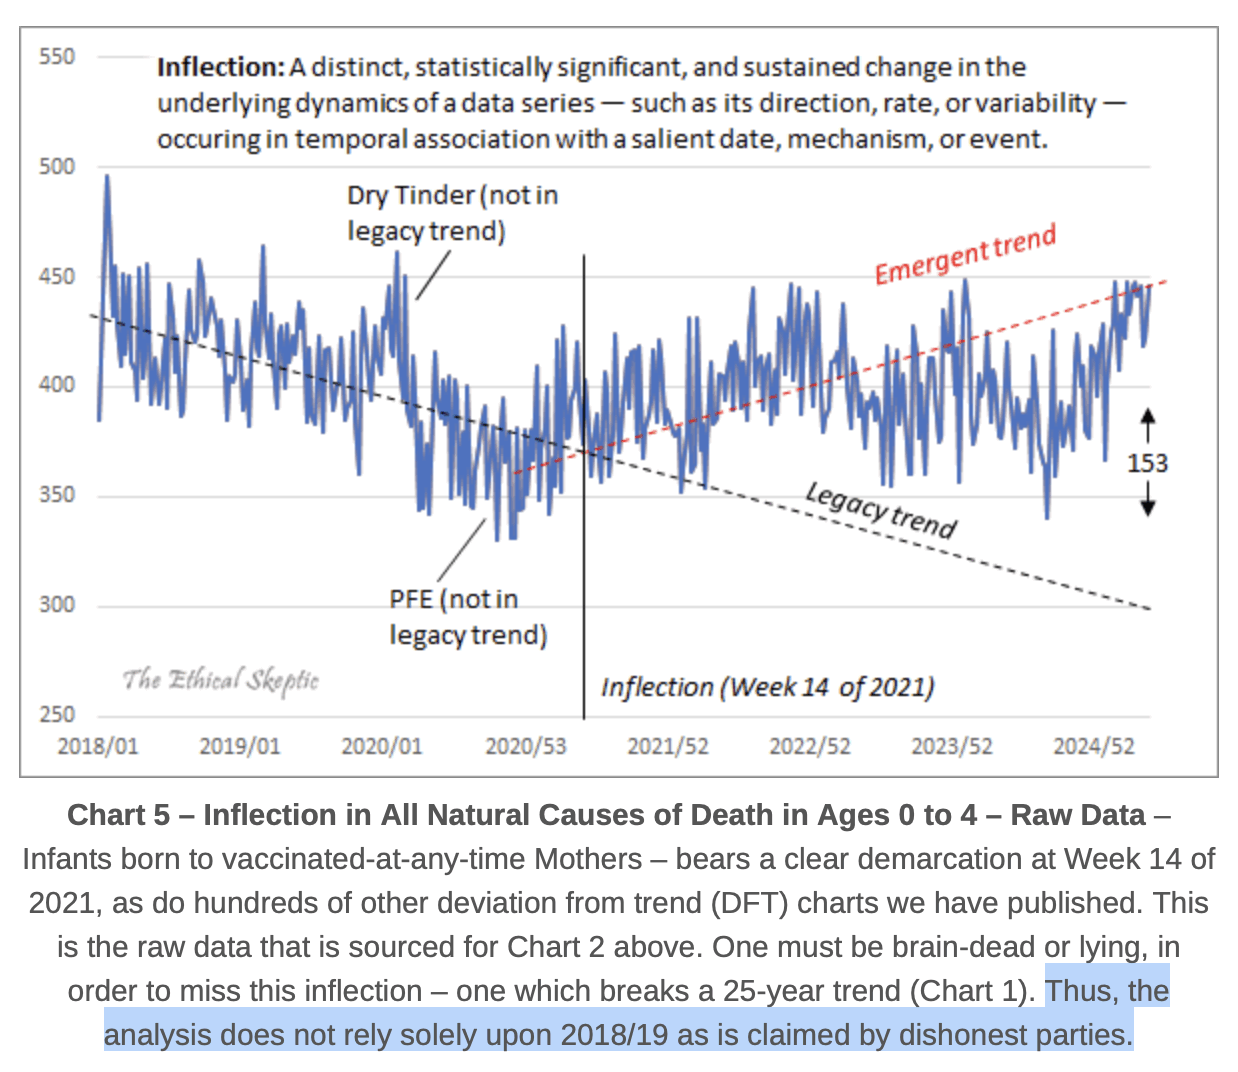 550
Inflection: A distinct, statistically significant, and sustained change in the
underlying dynamics of a data series — such as its direction, rate, or variability —
occuring in temporal association with a salient date, mechanism, or event.
500
Dry Tinder (not in
legacy trend)
Emergent trend
450
400
153
350
Legacy trend
PFE (not in
legacy trend)
300
The Ethical Skeptic
Inflection (Week 14 of 2021)
250
2018/01 2019/01 2020/01 2020/53 2021/52 2022/52 2023/52 2024/52
Chart 5 – Inflection in All Natural Causes of Death in Ages 0 to 4 – Raw Data –
Infants born to vaccinated-at-any-time Mothers – bears a clear demarcation at Week 14 of
2021, as do hundreds of other deviation from trend (DFT) charts we have published. This
is the raw data that is sourced for Chart 2 above. One must be brain-dead or lying, in
order to miss this inflection – one which breaks a 25-year trend (Chart 1). Thus, the
analysis does not rely solely upon 2018/19 as is claimed by dishonest parties.